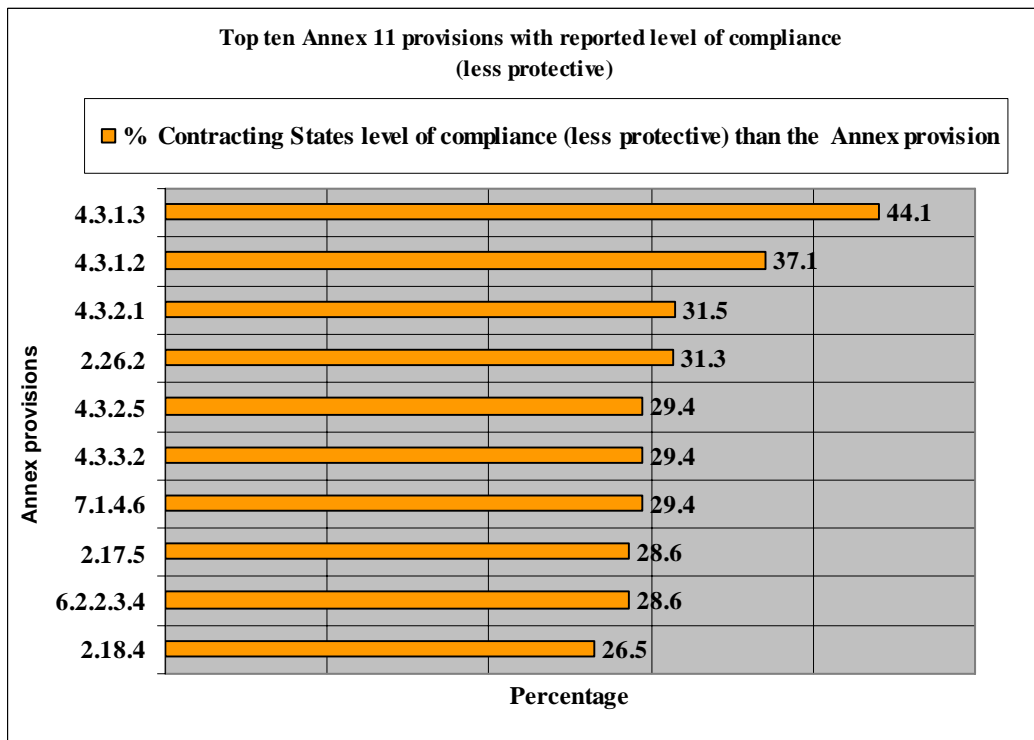 Top ten Annex 11 provisions with reported level of compliance
(less protective)
% Contracting States level of compliance (less protective) than the Annex provision
Annex provisions
4.3.1.3 44.1
4.3.1.2 37.1
4.3.2.1 31.5
2.26.2 31.3
4.3.2.5 29.4
4.3.3.2 29.4
7.1.4.6 29.4
2.17.5 28.6
6.2.2.3.4 28.6
2.18.4 26.5
Percentage